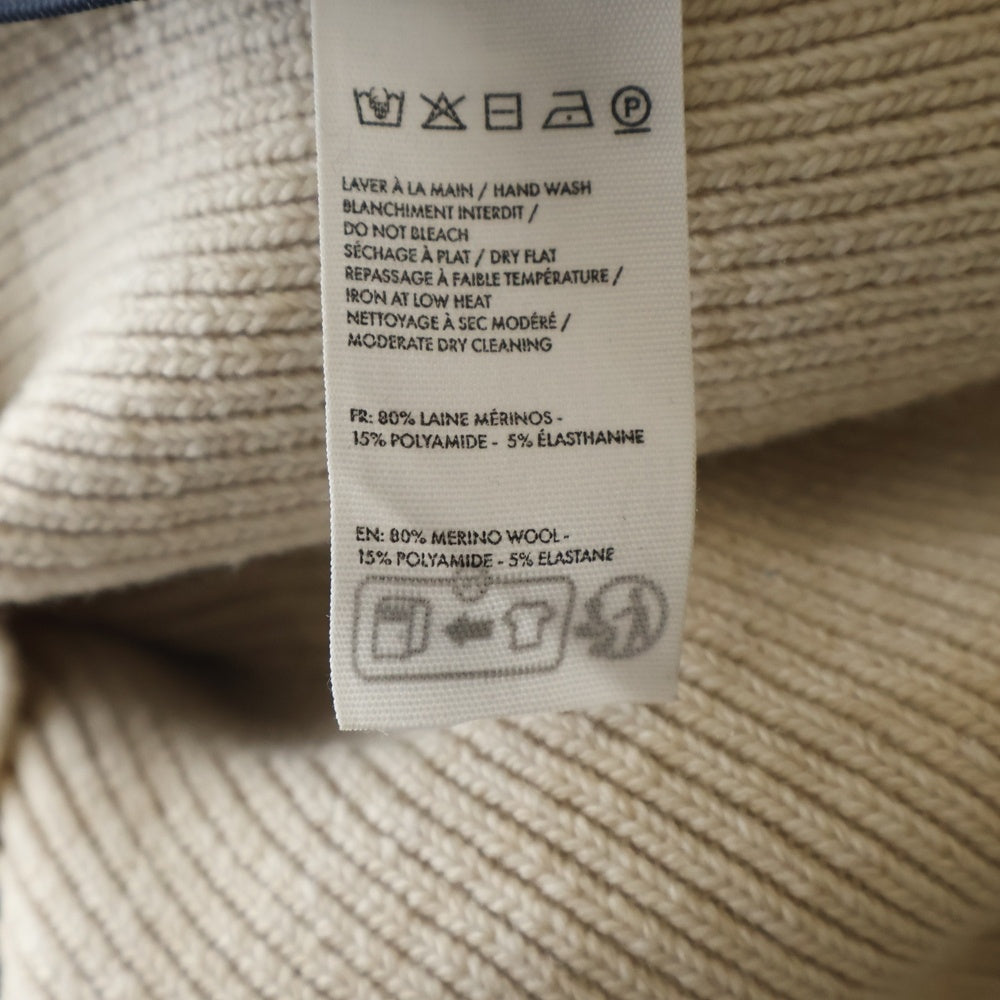 P
LAVER À LA MAIN / HAND WASH
BLANCHIMENT INTERDIT /
DO NOT BLEACH
SÉCHAGE À PLAT / DRY FLAT
REPASSAGE À FAIBLE TEMPÉRATURE /
IRON AT LOW HEAT
NETTOYAGE À SEC MODÉRÉ /
MODERATE DRY CLEANING
FR: 80% LAINE MÉRINOS -
15% POLYAMIDE - 5% ÉLASTHANNE
EN: 80% MERINO WOOL -
15% POLYAMIDE - 5% ELASTANE